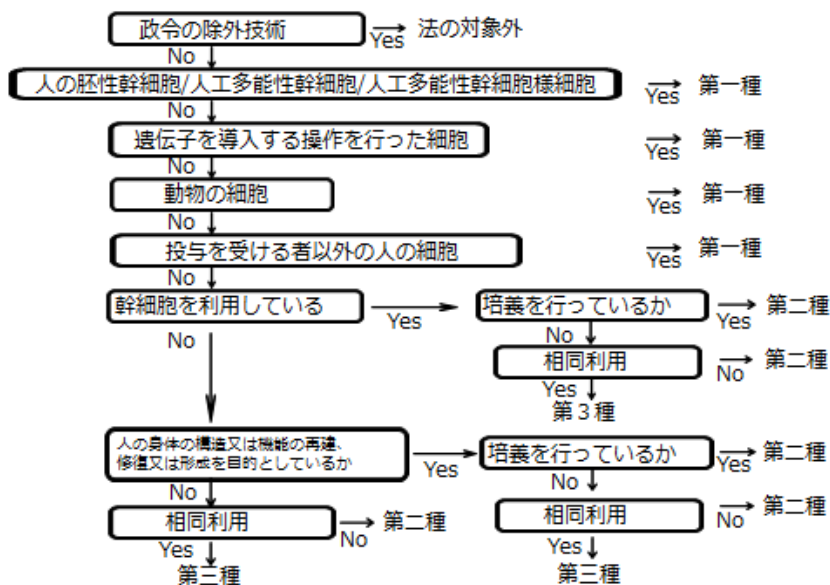 政令の除外技術
Yes
法の対象外
No
人の胚性幹細胞/人工多能性幹細胞/人工多能性幹細胞様細胞
Yes
第一種
No
遺伝子を導入する操作を行った細胞
Yes
第一種
No
動物の細胞
Yes
第一種
No
投与を受ける者以外の人の細胞
Yes
第一種
No
幹細胞を利用している
Yes
培義を行っているか
Yes
第二種
No
No
相同利用
No
第二種
Yes
第３種
人の身体の構造又は機能の再建、
修復又は形成を目的としているか
Yes
培義を行っているか
Yes
第二種
No
No
相同利用
No
第二種
相同利用
No
第二種
Yes
第三種
Yes
第三種